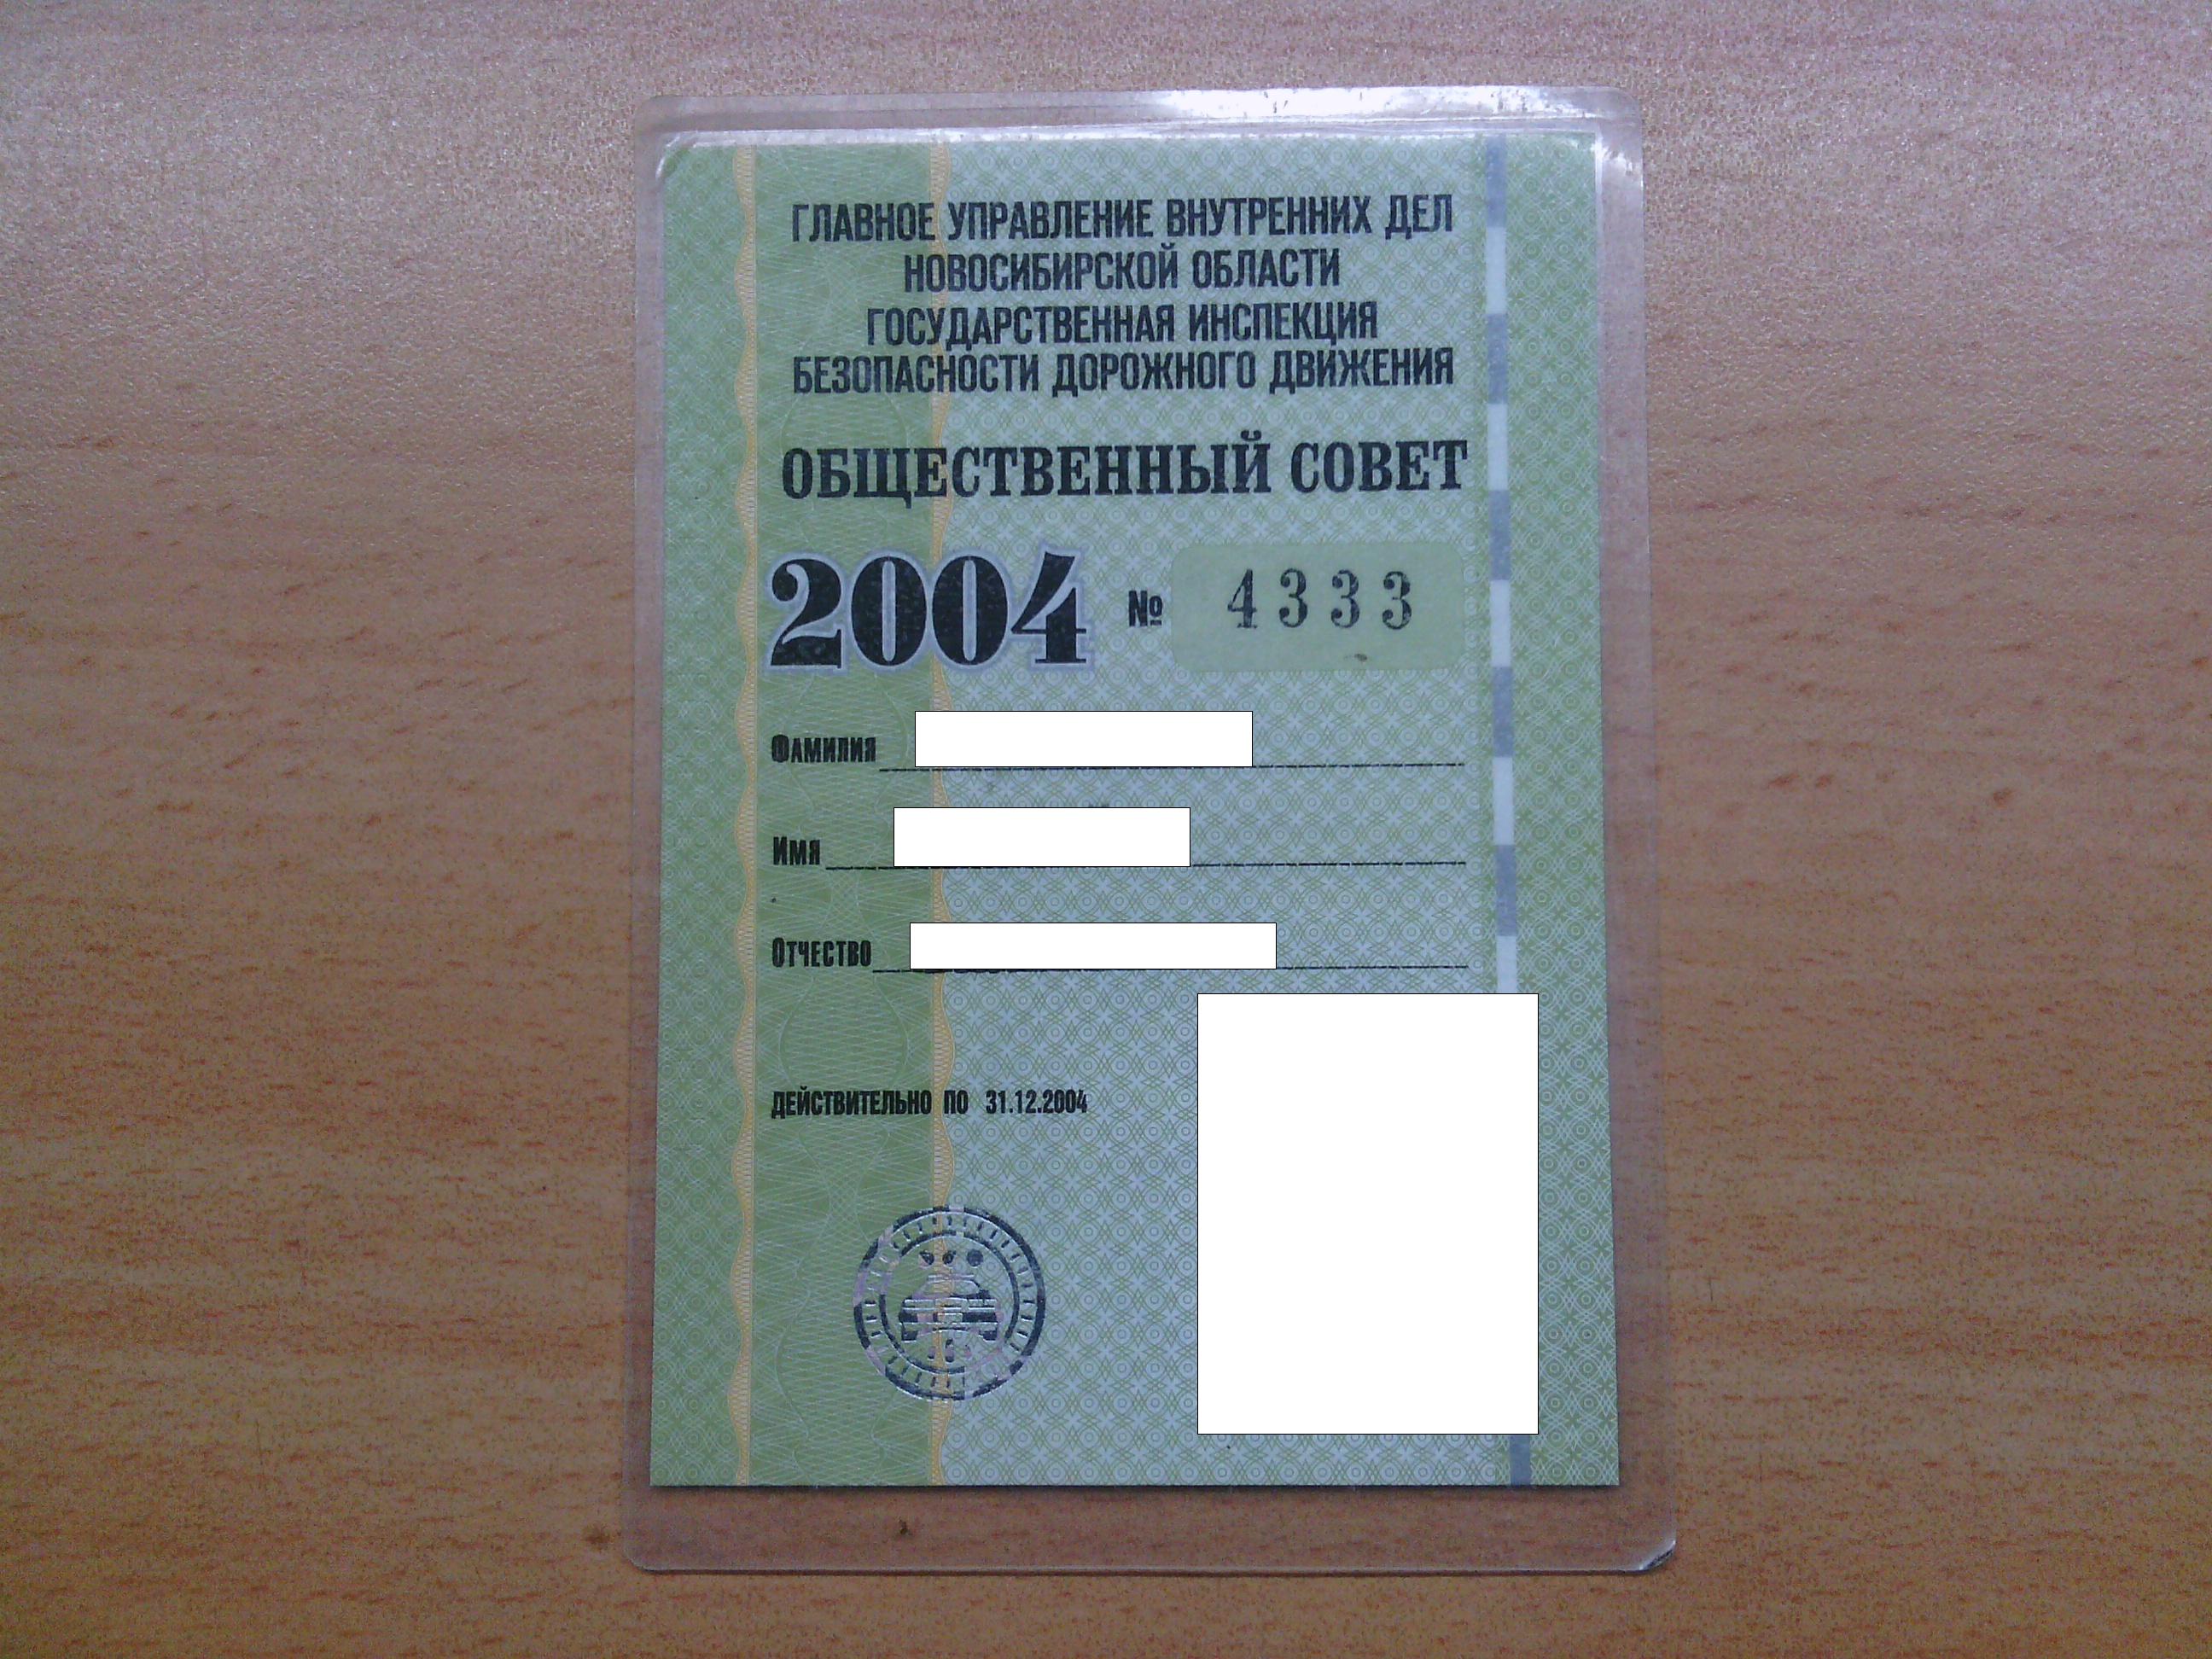 ГЛАВНОЕ УПРАВЛЕНИЕ ВНУТРЕННИХ ДЕЛ
НОВОСИБИРСКОЙ ОБЛАСТИ
ГОСУДАРСТВЕННАЯ ИНСПЕКЦИЯ
БЕЗОПАСНОСТИ ДОРОЖНОГО ДВИЖЕНИЯ
ОБЩЕСТВЕННЫЙ СОВЕТ
2004 № 4333
ФАМИЛИЯ
ИМЯ
ОТЧЕСТВО
ДЕЙСТВИТЕЛЬНО ПО 31.12.2004